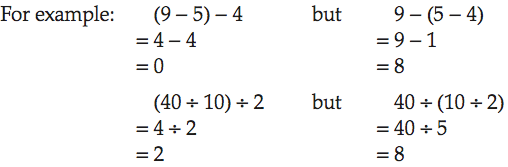 For example: (9 – 5) – 4 but 9 – (5 – 4)
= 4 – 4 = 9 – 1
= 0 = 8
(40 ÷ 10) ÷ 2 but 40 ÷ (10 ÷ 2)
= 4 ÷ 2 = 40 ÷ 5
= 2 = 8